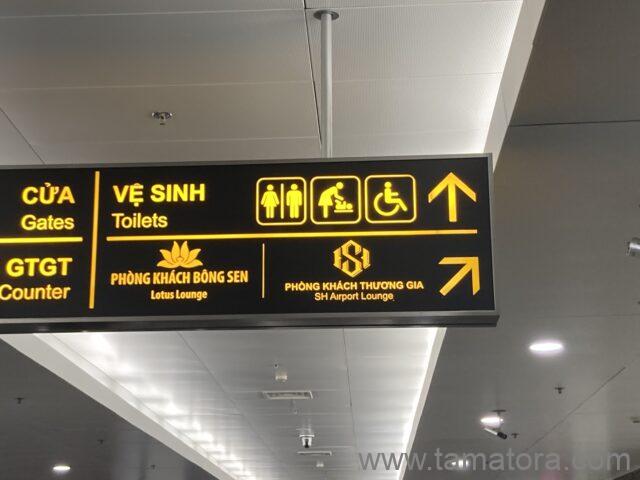 CỬA
Gates
GTGT
Counter
VỆ SINH
Toilets
PHÒNG KHÁCH BÔNG SEN
Lotus Lounge
SH
PHÒNG KHÁCH THƯƠNG GIA
SH Airport Lounge
www.tamatora.com